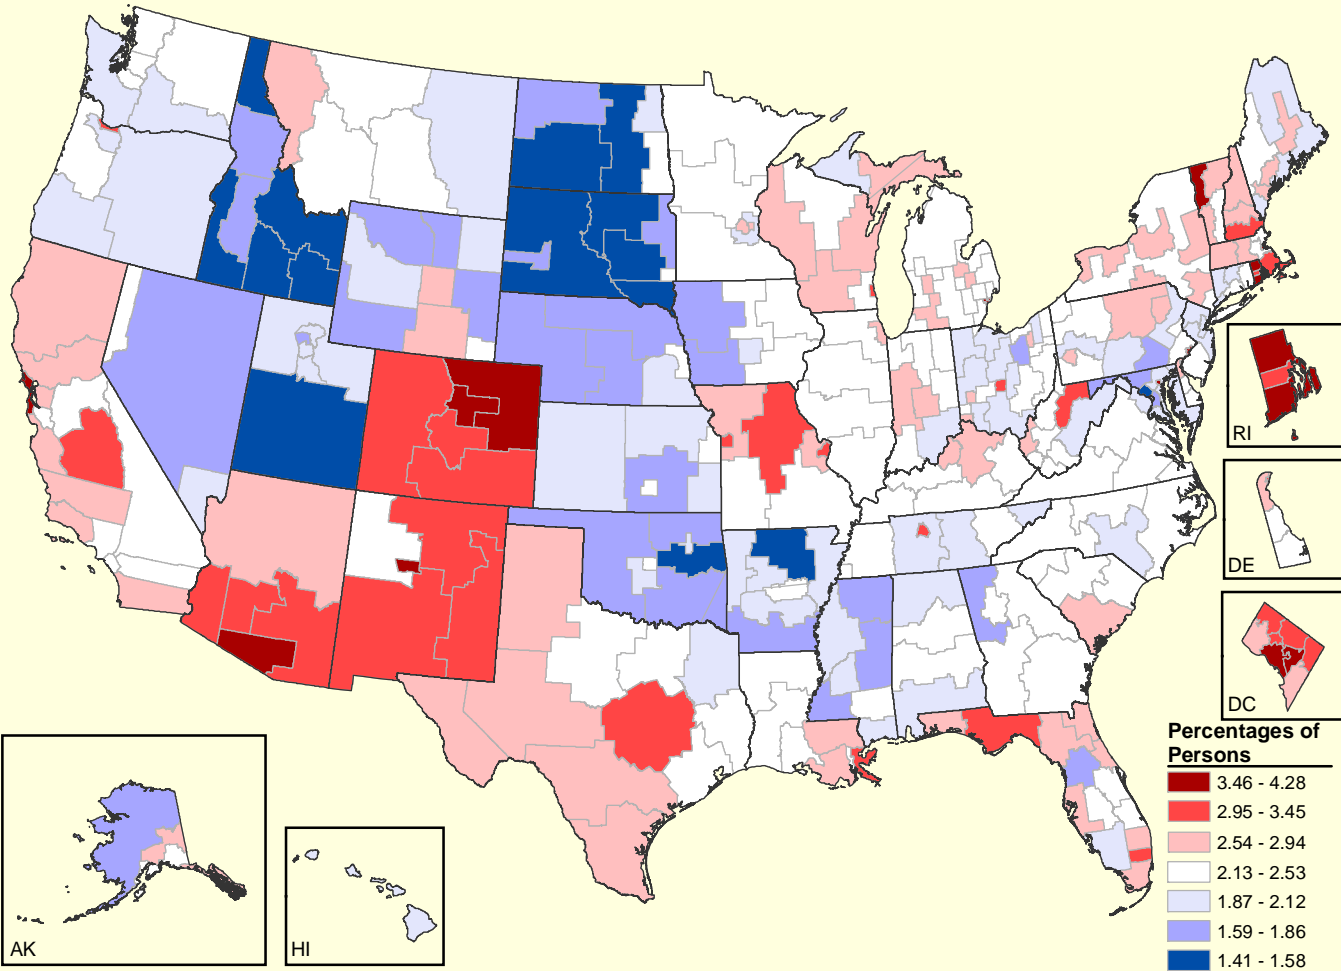 RI
DE
DC
AK
HI
Percentages of
Persons
3.46 - 4.28
2.95 - 3.45
2.54 - 2.94
2.13 - 2.53
1.87 - 2.12
1.59 - 1.86
1.41 - 1.58